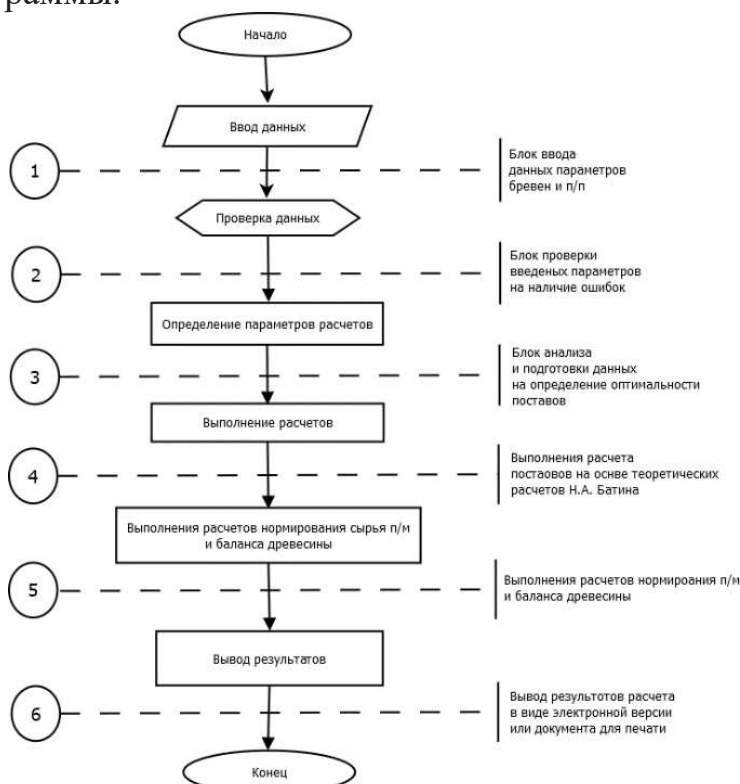 раммы.
Начало
Ввод данных
1
Блок ввода
данных параметров
бревен и п/п
Проверка данных
2
Блок проверки
введеных параметров
на наличие ошибок
Определение параметров расчетов
3
Блок анализа
и подготовки данных
на определение оптимальности
поставов
Выполнение расчетов
4
Выполнения расчета
постаовов на осневе теоретических
расчетов Н.А. Батина
Выполнения расчетов нормирования сырья п/м
и баланса древесины
5
Выполнения расчетов нормироания п/м
и баланса древесины
Вывод результатов
6
Вывод результотов расчета
в виде электронной версии
или документа для печати
Конец